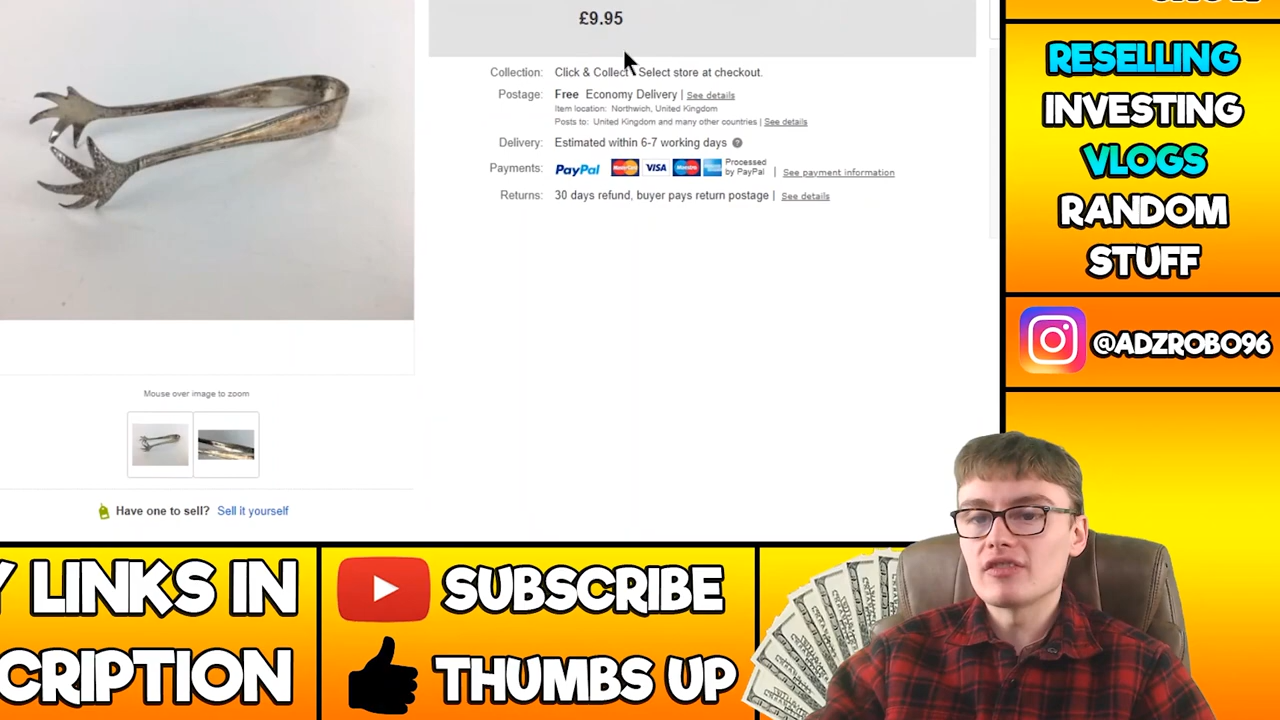 £9.95
Collection: Click & Collect - Select store at checkout.
Postage: Free Economy Delivery | See details
Item location: Northwich, United Kingdom
Posts to: United Kingdom and many other countries | See details
Delivery: Estimated within 6-7 working days
Payments: PayPal MasterCard VISA Maestro Processed by PayPal | See payment information
Returns: 30 days refund, buyer pays return postage | See details
Mouse over image to zoom
Have one to sell? Sell it yourself
RESELLING
INVESTING
VLOGS
RANDOM
STUFF
@ADZROBO96
LINKS IN
CRIPTION
SUBSCRIBE
THUMBS UP